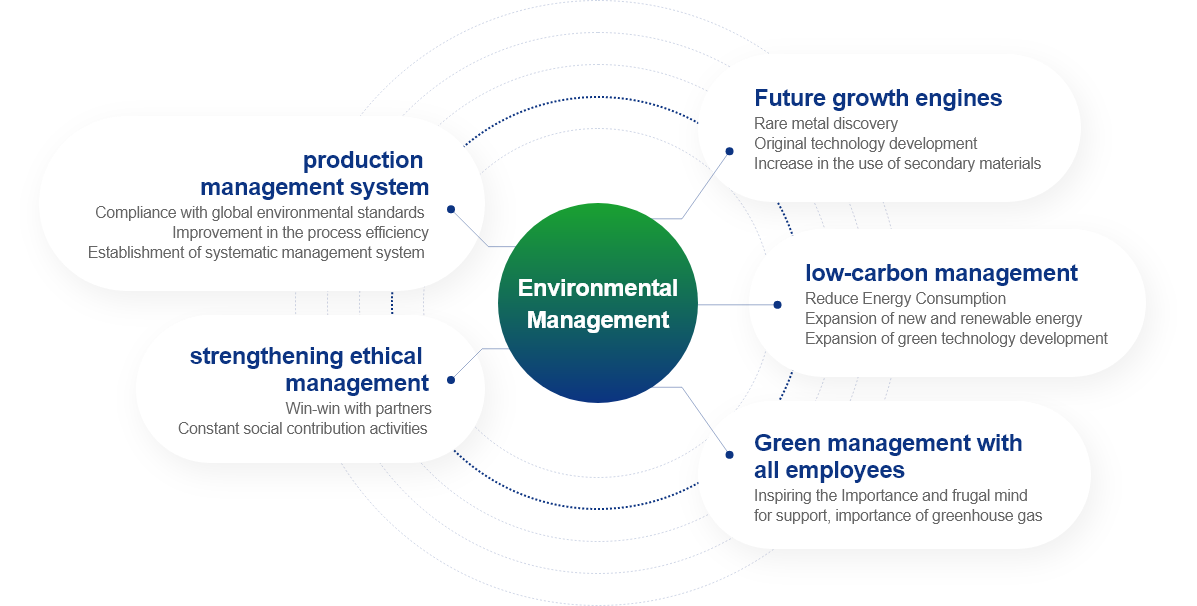 production
management system
Compliance with global environmental standards
Improvement in the process efficiency
Establishment of systematic management system
strengthening ethical
management
Win-win with partners
Constant social contribution activities
Environmental
Management
Future growth engines
Rare metal discovery
Original technology development
Increase in the use of secondary materials
low-carbon management
Reduce Energy Consumption
Expansion of new and renewable energy
Expansion of green technology development
Green management with
all employees
Inspiring the Importance and frugal mind
for support, importance of greenhouse gas